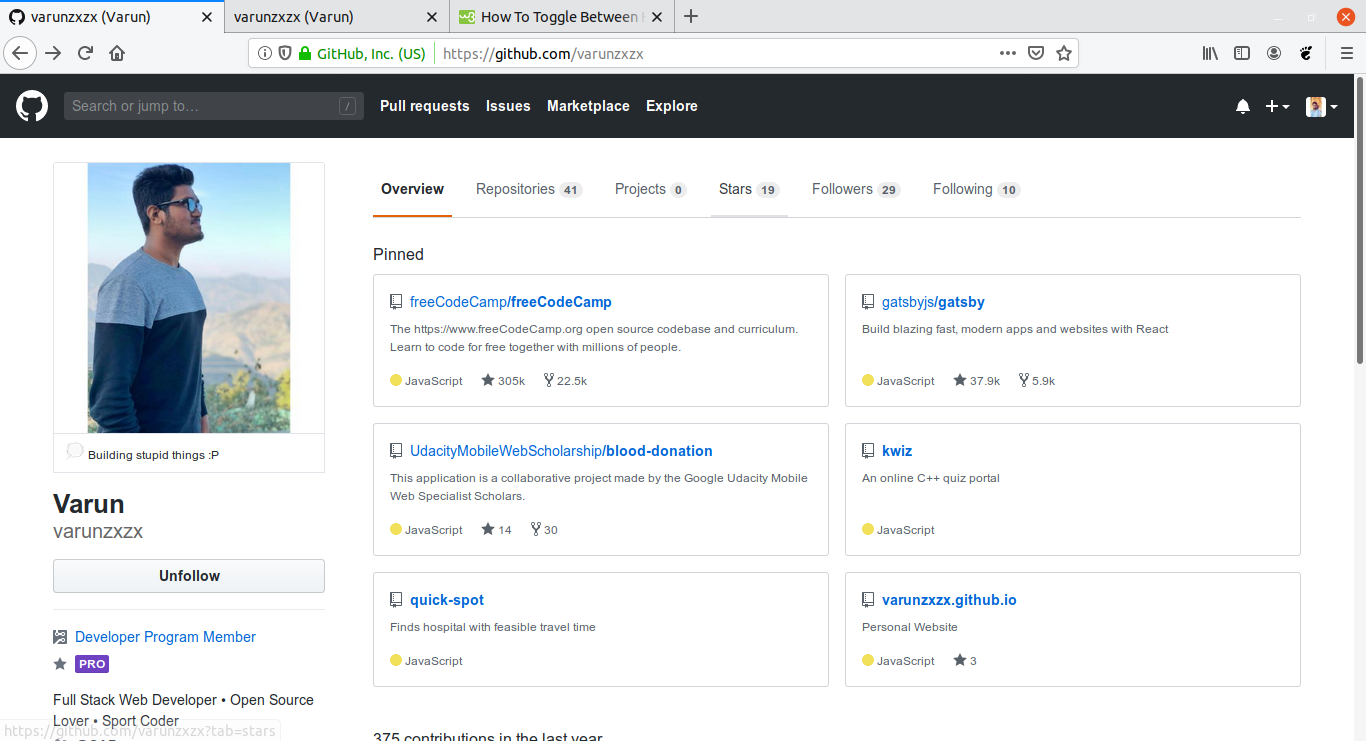 varunzxzx (Varun)
varunzxzx (Varun)
How To Toggle Between
GitHub, Inc. (US)
https://github.com/varunzxzx
Search or jump to…
/
Pull requests
Issues
Marketplace
Explore
Overview
Repositories 41
Projects 0
Stars 19
Followers 29
Following 10
Building stupid things :P
Varun
varunzxzx
Unfollow
Developer Program Member
PRO
Full Stack Web Developer • Open Source
Lover • Sport Coder
Pinned
freeCodeCamp/freeCodeCamp
The https://www.freeCodeCamp.org open source codebase and curriculum.
Learn to code for free together with millions of people.
JavaScript 305k 22.5k
gatsbyjs/gatsby
Build blazing fast, modern apps and websites with React
JavaScript 37.9k 5.9k
UdacityMobileWebScholarship/blood-donation
This application is a collaborative project made by the Google Udacity Mobile
Web Specialist Scholars.
JavaScript 14 30
kwiz
An online C++ quiz portal
JavaScript
quick-spot
Finds hospital with feasible travel time
JavaScript
varunzxzx.github.io
Personal Website
JavaScript 3
375 contributions in the last year
https://github.com/varunzxzx?tab=stars